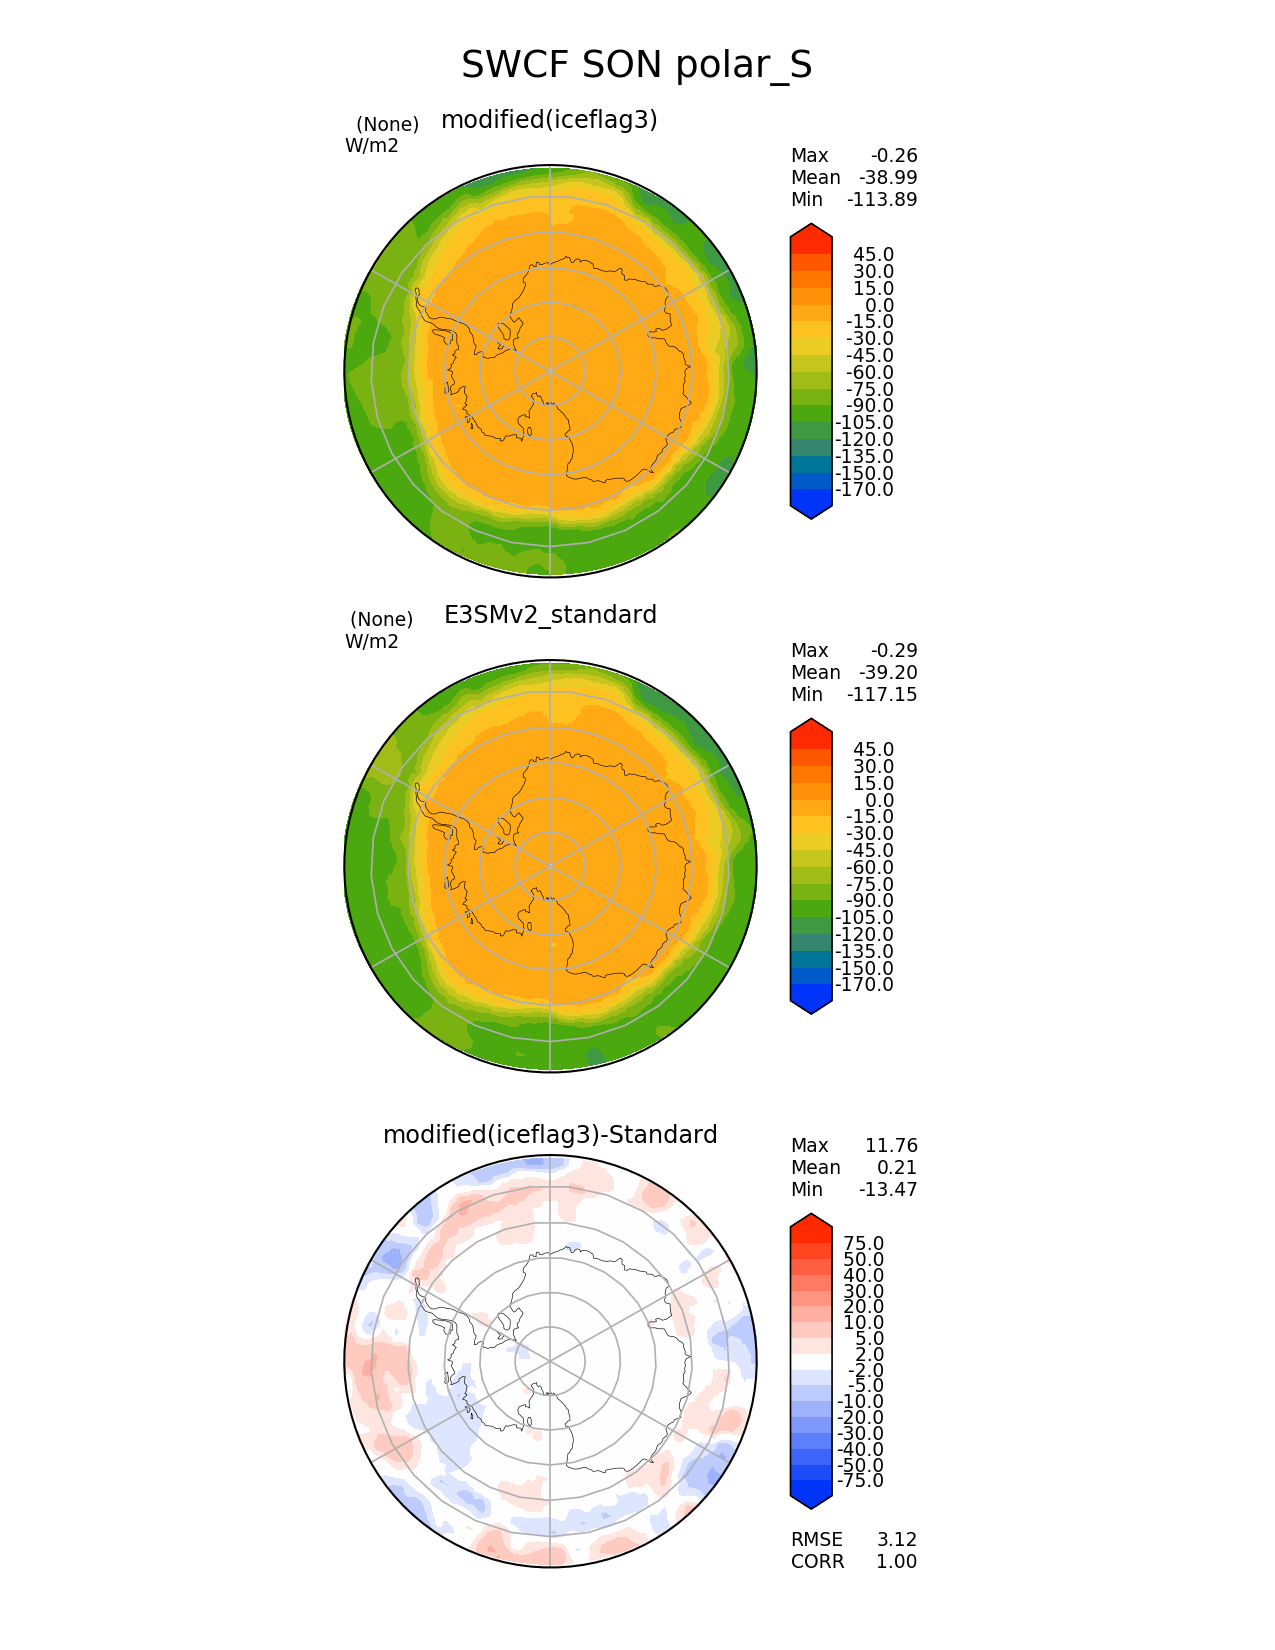 SWCF SON polar_S
(None) modified(iceflag3)
W/m2
Max -0.26
Mean -38.99
Min -113.89
45.0
30.0
15.0
0.0
-15.0
-30.0
-45.0
-60.0
-75.0
-90.0
-105.0
-120.0
-135.0
-150.0
-170.0
(None) E3SMv2_standard
W/m2
Max -0.29
Mean -39.20
Min -117.15
45.0
30.0
15.0
0.0
-15.0
-30.0
-45.0
-60.0
-75.0
-90.0
-105.0
-120.0
-135.0
-150.0
-170.0
modified(iceflag3)-Standard
Max 11.76
Mean 0.21
Min -13.47
75.0
50.0
40.0
30.0
20.0
10.0
5.0
2.0
-2.0
-5.0
-10.0
-20.0
-30.0
-40.0
-50.0
-75.0
RMSE 3.12
CORR 1.00